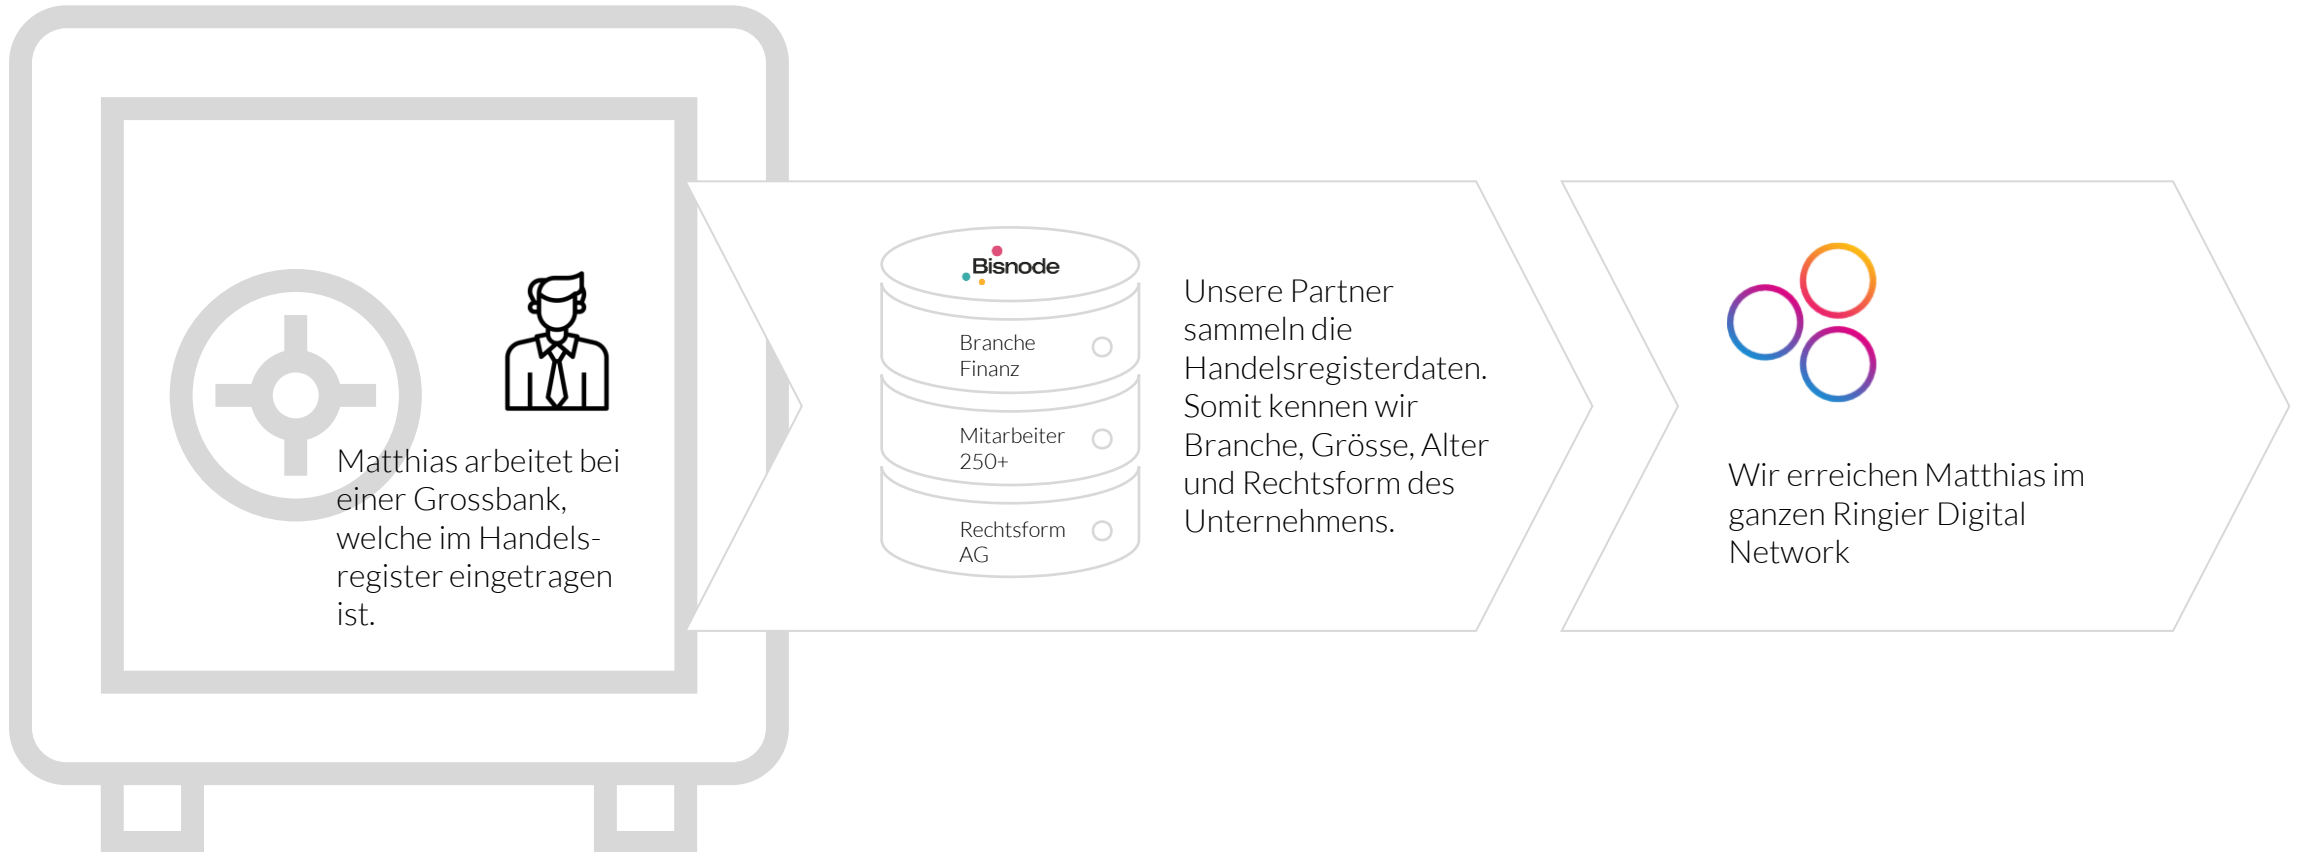 Matthias arbeitet bei
einer Grossbank,
welche im Handels-
register eingetragen
ist.
Bisnode
Branche
Finanz
Mitarbeiter
250+
Rechtsform
AG
Unsere Partner
sammeln die
Handelsregisterdaten.
Somit kennen wir
Branche, Grösse, Alter
und Rechtsform des
Unternehmens.
Wir erreichen Matthias im
ganzen Ringier Digital
Network